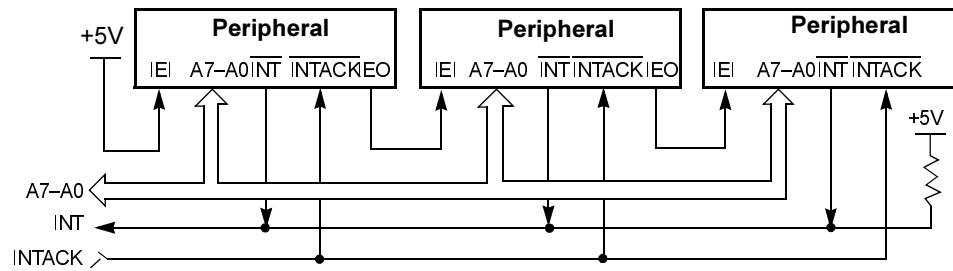 Peripheral Peripheral Peripheral
+5V
IEI A7–A0 INT INTACK IEO IEI A7–A0 INT INTACK IEO IEI A7–A0 INT INTACK
+5V
A7–A0
INT
INTACK